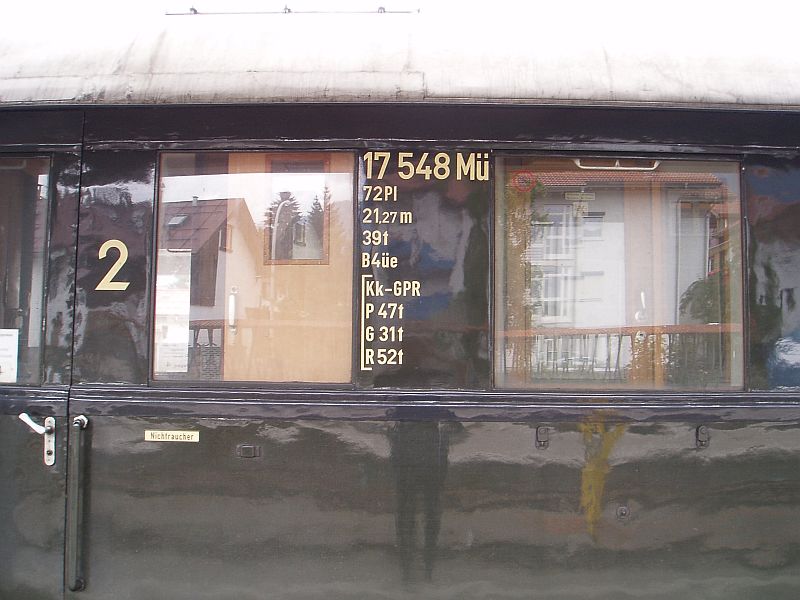 17 548 Mü
72Pl
21,27 m
39t
B4üe
Kk-GPR
P 47t
G 31t
R 52t
2
Nichtraucher